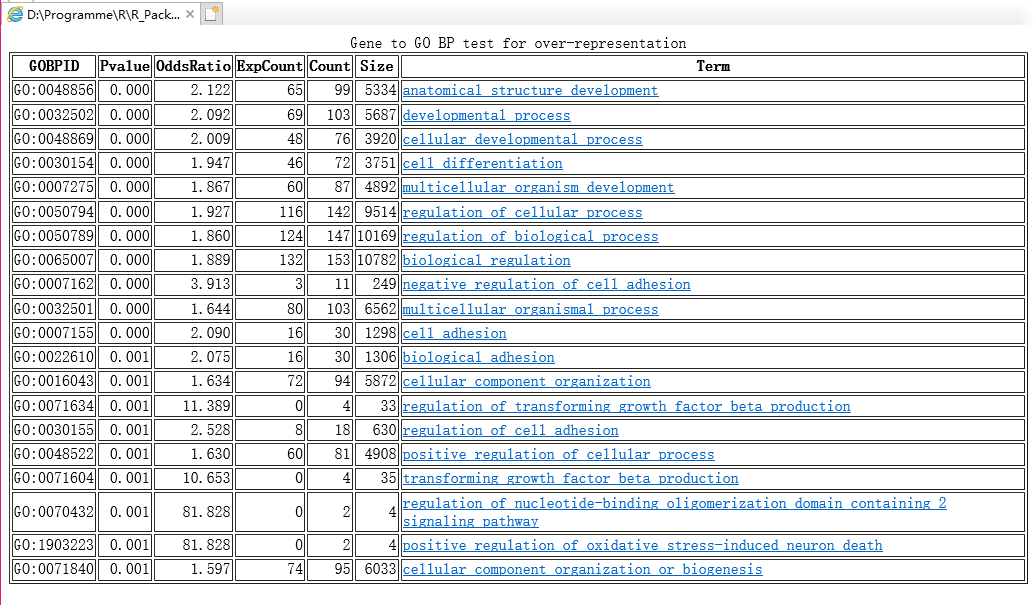 D:\Programme\R\R_Pack...
Gene to GO BP test for over-representation
GOBPID Pvalue OddsRatio ExpCount Count Size Term
GO:0048856 0.000 2.122 65 99 5334 anatomical structure development
GO:0032502 0.000 2.092 69 103 5687 developmental process
GO:0048869 0.000 2.009 48 76 3920 cellular developmental process
GO:0030154 0.000 1.947 46 72 3751 cell differentiation
GO:0007275 0.000 1.867 60 87 4892 multicellular organism development
GO:0050794 0.000 1.927 116 142 9514 regulation of cellular process
GO:0050789 0.000 1.860 124 147 10169 regulation of biological process
GO:0065007 0.000 1.889 132 153 10782 biological regulation
GO:0007162 0.000 3.913 3 11 249 negative regulation of cell adhesion
GO:0032501 0.000 1.644 80 103 6562 multicellular organismal process
GO:0007155 0.000 2.090 16 30 1298 cell adhesion
GO:0022610 0.001 2.075 16 30 1306 biological adhesion
GO:0016043 0.001 1.634 72 94 5872 cellular component organization
GO:0071634 0.001 11.389 0 4 33 regulation of transforming growth factor beta production
GO:0030155 0.001 2.528 8 18 630 regulation of cell adhesion
GO:0048522 0.001 1.630 60 81 4908 positive regulation of cellular process
GO:0071604 0.001 10.653 0 4 35 transforming growth factor beta production
GO:0070432 0.001 81.828 0 2 4 regulation of nucleotide-binding oligomerization domain containing 2
signaling pathway
GO:1903223 0.001 81.828 0 2 4 positive regulation of oxidative stress-induced neuron death
GO:0071840 0.001 1.597 74 95 6033 cellular component organization or biogenesis